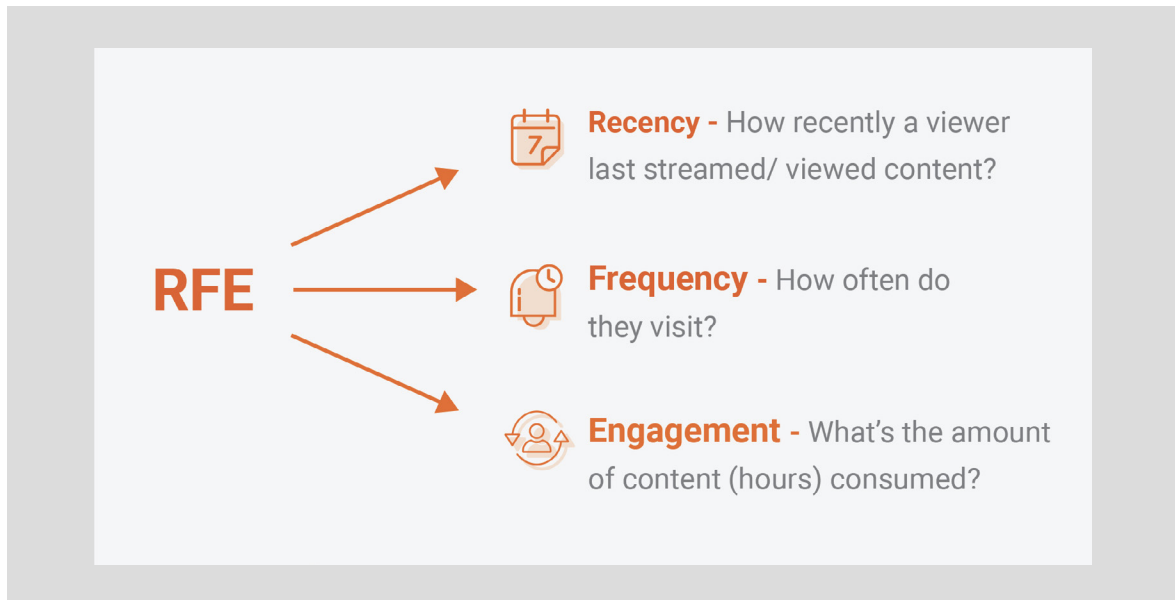 RFE
7
Recency - How recently a viewer
last streamed/ viewed content?
Frequency - How often do
they visit?
Engagement - What's the amount
of content (hours) consumed?